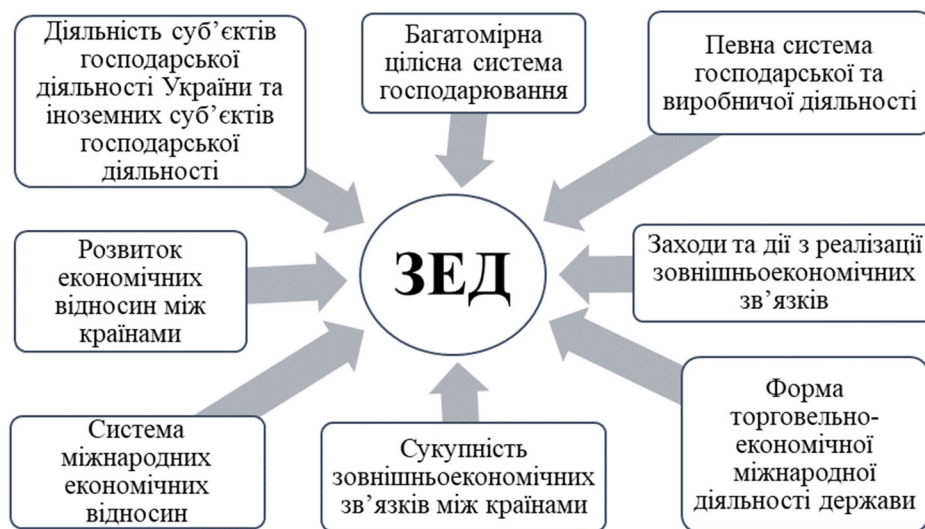 Діяльність суб’єктів
господарської
діяльності України та
іноземних суб’єктів
господарської
діяльності
Багатомірна
цілісна система
господарювання
Певна система
господарської та
виробничої діяльності
Розвиток
економічних
відносин між
країнами
ЗЕД
Заходи та дії з реалізації
зовнішньоекономічних
зв’язків
Система
міжнародних
економічних
відносин
Сукупність
зовнішньоекономічних
зв’язків між країнами
Форма
торговельно-
економічної
міжнародної
діяльності держави